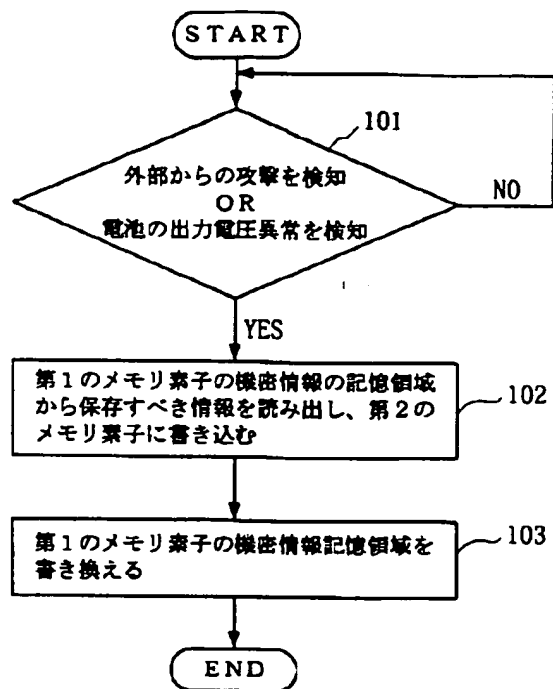 START
101
外部からの攻撃を検知
OR
電池の出力電圧異常を検知
NO
YES
第1のメモリ素子の機密情報の記憶領域
から保存すべき情報を読み出し、第2の
メモリ素子に書き込む
102
第1のメモリ素子の機密情報記憶領域を
書き換える
103
END